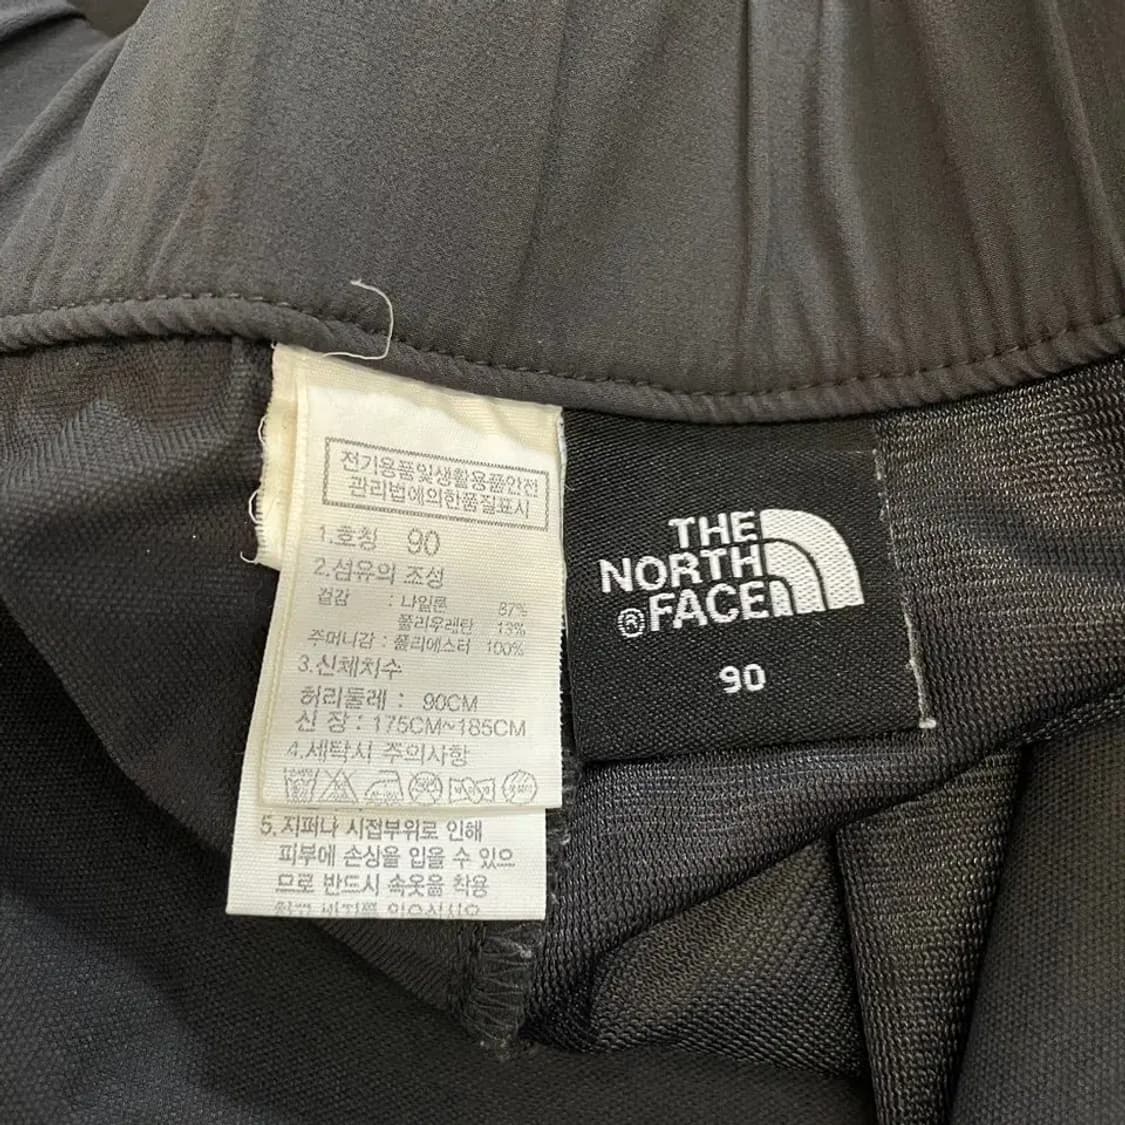 전기용품및생활용품안전
관리법에의한품질표시
1.호칭 90
2.섬유의 조성
겉감 : 나일론 87%
폴리우레탄 13%
주머니감 : 폴리에스터 100%
3.신체치수
허리둘레 : 90CM
신 장 : 175CM~185CM
4.세탁시 주의사항
5.지퍼나 시접부위로 인해
피부에 손상을 입을 수 있으
므로 반드시 속옷을 착용
THE
NORTH
®FACE
90